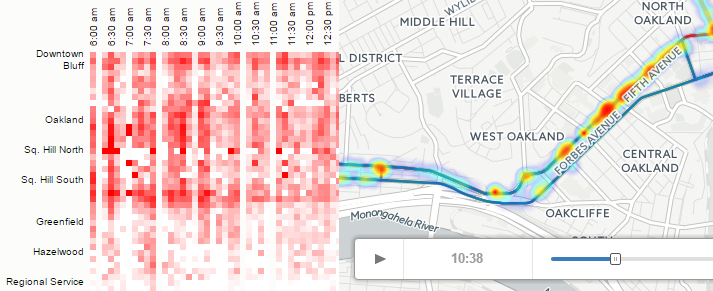 6:00 am
6:30 am
7:00 am
7:30 am
8:00 am
8:30 am
9:00 am
9:30 am
10:00 am
10:30 am
11:00 am
11:30 am
12:00 pm
12:30 pm
Downtown
Bluff
Oakland
Sq. Hill North
Sq. Hill South
Greenfield
Hazelwood
Regional Service
MIDDLE HILL
WYLIE
NORTH
OAKLAND
L DISTRICT
TERRACE
VILLAGE
BERTS
FIFTH AVENUE
WEST OAKLAND
FORBES AVENUE
CENTRAL
OAKLAND
OAKCLIFFE
Monongahela River
10:38